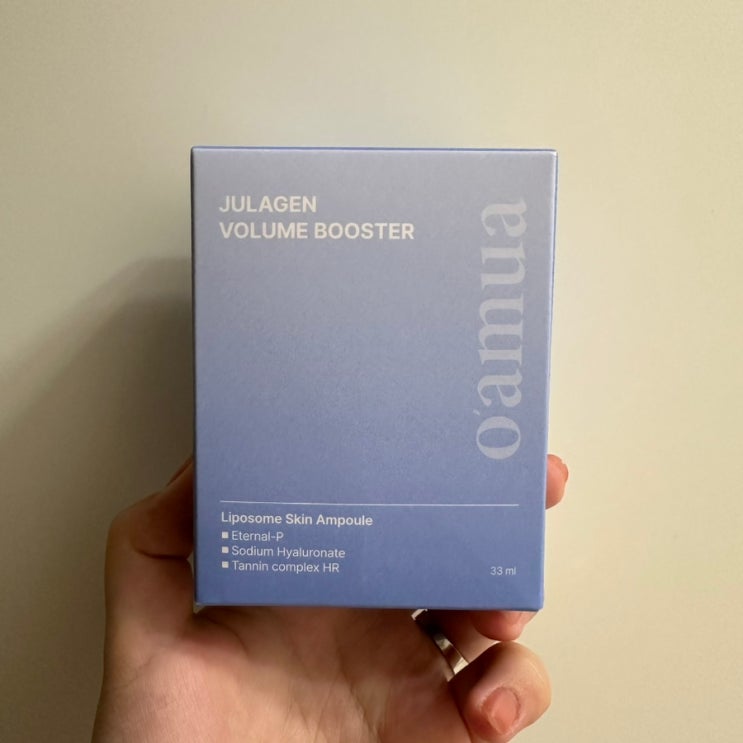 JULAGEN
VOLUME BOOSTER
o'amua
Liposome Skin Ampoule
■ Eternal-P
■ Sodium Hyaluronate
■ Tannin complex HR
33 ml